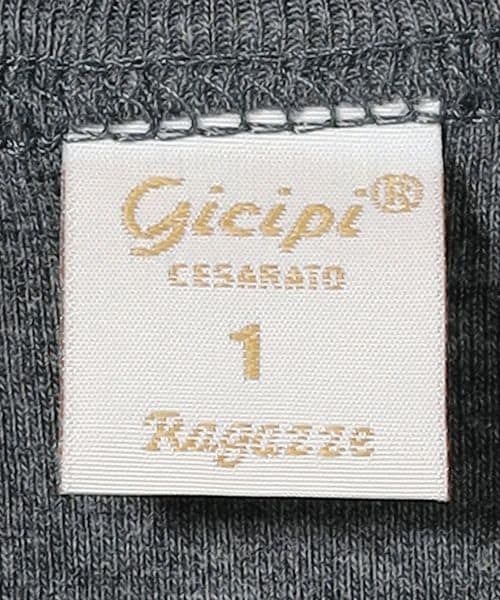 Gicipi®
CESARATO
1
Ragazze